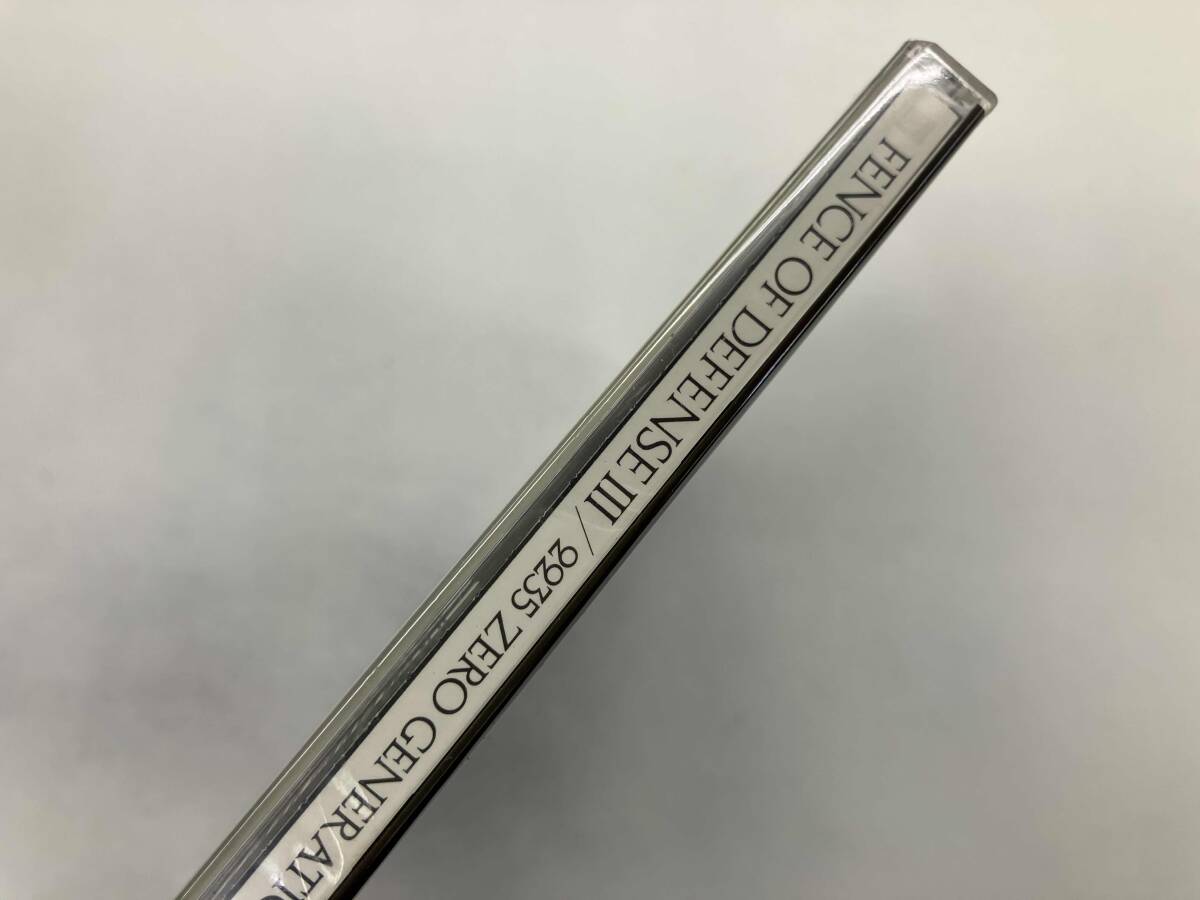 FENCE OF DEFENSE III / 2235 ZERO GENERATIO